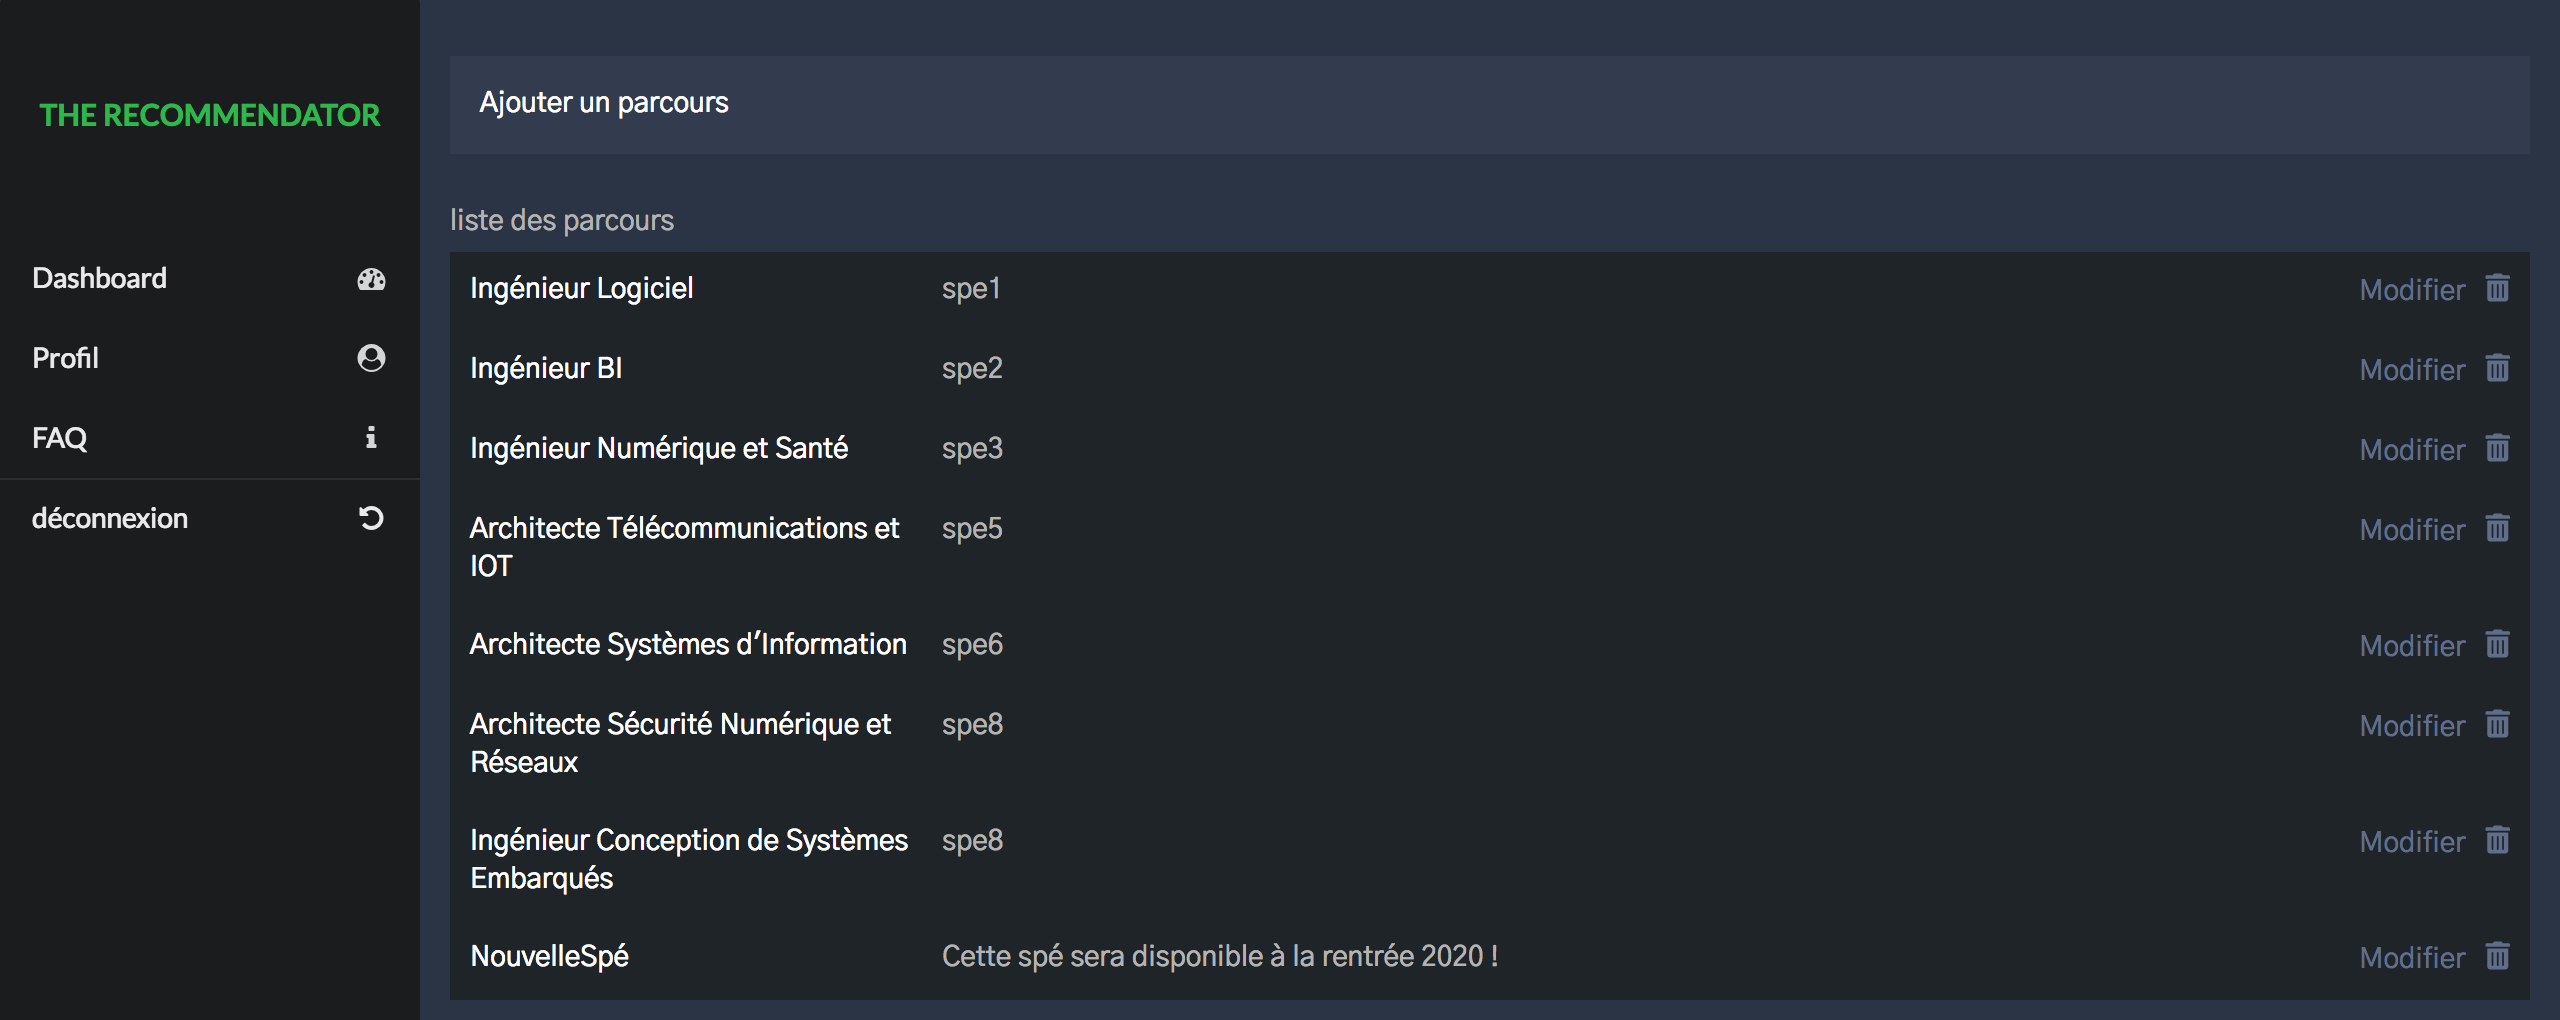 THE RECOMMENDATOR
Dashboard
Profil
FAQ
déconnexion
Ajouter un parcours
liste des parcours
Ingénieur Logiciel spe1 Modifier
Ingénieur BI spe2 Modifier
Ingénieur Numérique et Santé spe3 Modifier
Architecte Télécommunications et spe5 Modifier
IOT
Architecte Systèmes d’Information spe6 Modifier
Architecte Sécurité Numérique et spe8 Modifier
Réseaux
Ingénieur Conception de Systèmes spe8 Modifier
Embarqués
NouvelleSpé Cette spé sera disponible à la rentrée 2020 ! Modifier